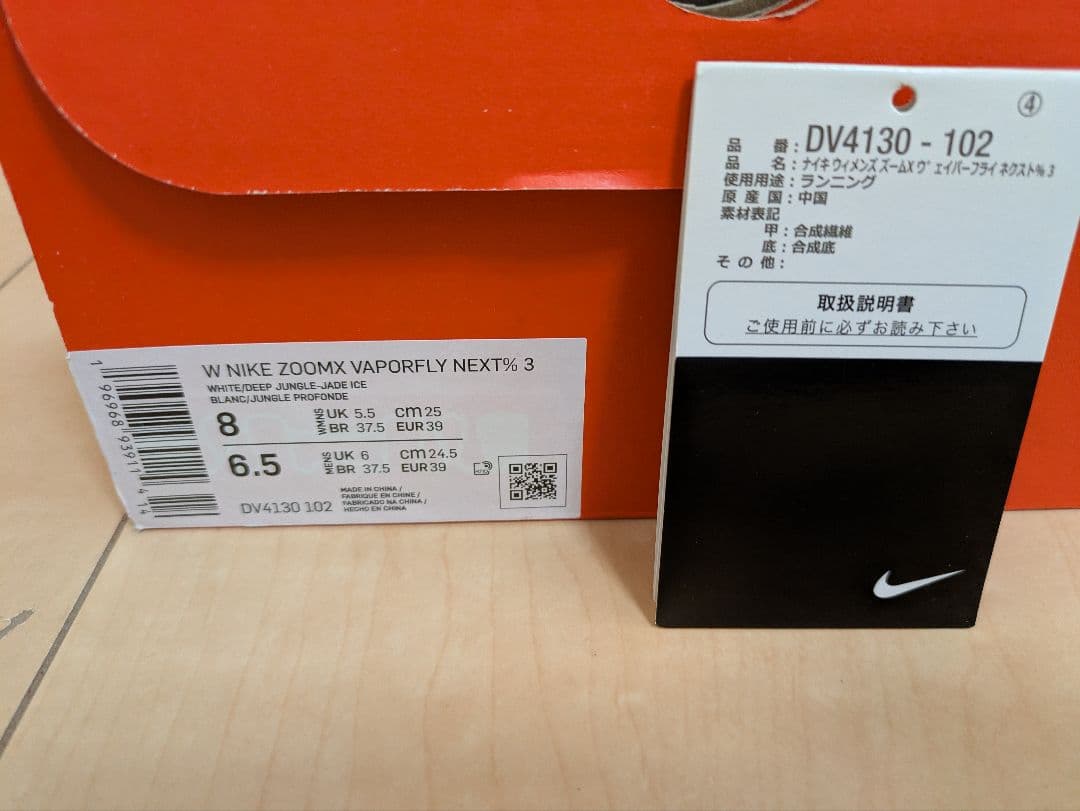 ④
品 番 : DV4130 - 102
品 名 : ナイキ ウィメンズ ズームX ヴェイパーフライ ネクスト% 3
使用用途 : ランニング
原 産 国 : 中国
素材表記
甲 : 合成繊維
底 : 合成底
そ の 他 :
取扱説明書
ご使用前に必ずお読み下さい
W NIKE ZOOMX VAPORFLY NEXT% 3
WHITE/DEEP JUNGLE-JADE ICE
BLANC/JUNGLE PROFONDE
8 WMNS UK 5.5 cm 25
BR 37.5 EUR 39
6.5 MENS UK 6 cm 24.5
BR 37.5 EUR 39
MADE IN CHINA /
FABRIQUE EN CHINE /
FABRICADO NA CHINA /
HECHO EN CHINA
DV4130 102
1 96968 93911 4 14